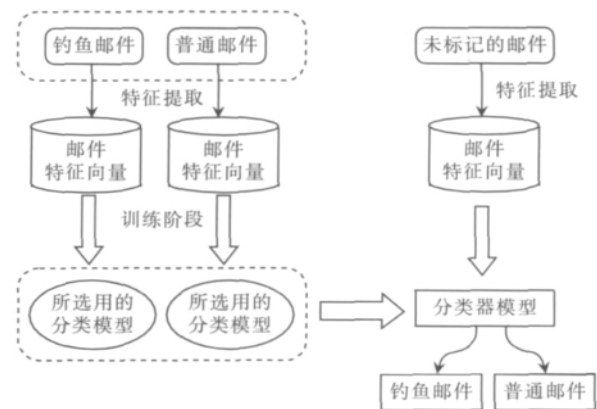 钓鱼邮件
普通邮件
未标记的邮件
特征提取
特征提取
邮件
特征向量
邮件
特征向量
邮件
特征向量
训练阶段
所选用的
分类模型
所选用的
分类模型
分类器模型
钓鱼邮件
普通邮件